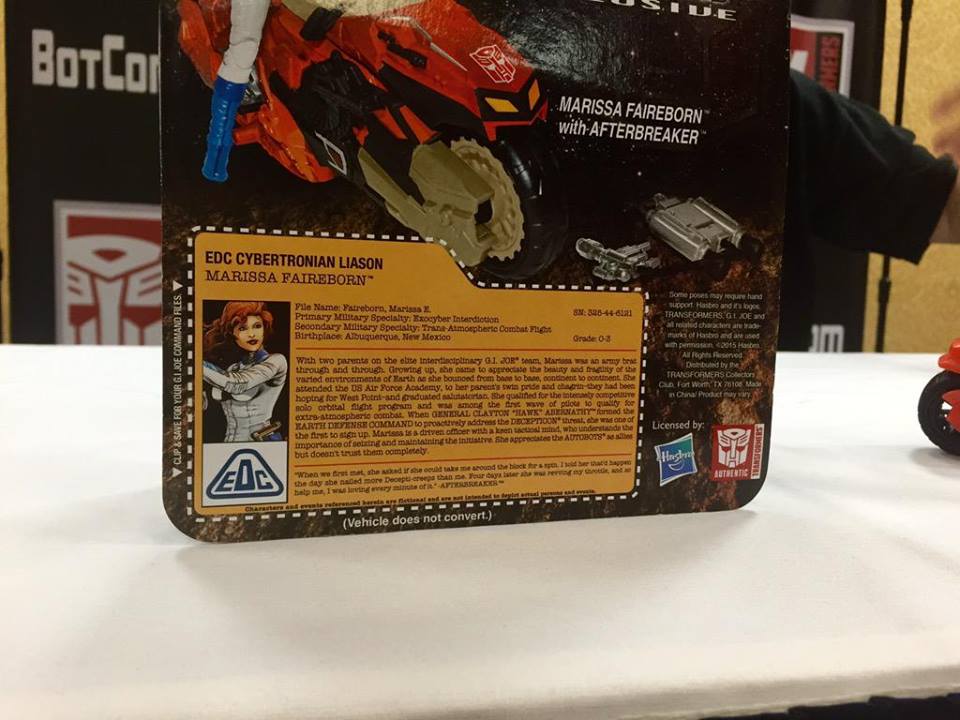 BOTCO
USIVE
MARISSA FAIREBORN™
with AFTERBREAKER™
EDC CYBERTRONIAN LIASON
MARISSA FAIREBORN™
File Name: Faireborn, Marissa E.
SN: 325-44-6121
Primary Military Specialty: Exocyber Interdiction
Secondary Military Specialty: Trans-Atmospheric Combat Flight
Birthplace: Albuquerque, New Mexico
Grade: O-3
With two parents on the elite interdisciplinary G.I. JOE® team, Marissa was an army brat
through and through. Growing up, she came to appreciate the beauty and fragility of the
varied environments of Earth as she bounced from base to base, continent to continent. She
attended the US Air Force Academy, to her parent's twin pride and chagrin-they had been
hoping for West Point-and graduated salutatorian. She qualified for the intensely competitive
solo orbital flight program and was among the first wave of pilots to qualify for
extra-atmospheric combat. When GENERAL CLAYTON "HAWK" ABERNATHY™ formed the
EARTH DEFENSE COMMAND to proactively address the DECEPTICON® threat, she was one of
the first to sign up. Marissa is a driven officer with a keen tactical mind, who understands the
importance of seizing and maintaining the initiative. She appreciates the AUTOBOTS® as allies
but doesn't trust them completely.
"When we first met, she asked if she could take me around the block for a spin. I told her that'd happen
the day she nailed more Decepti-creeps than me. Four days later she was revving my throttle, and so
help me, I was loving every minute of it." -AFTERBREAKER™
Characters and events referenced herein are fictional and are not intended to depict actual persons and events.
EDC
CLIP & SAVE FOR YOUR G.I. JOE COMMAND FILES.
(Vehicle does not convert.)
Some poses may require hand
support. Hasbro and it's logos,
TRANSFORMERS, G.I. JOE and
all related characters are trade-
marks of Hasbro and are used
with permission. ©2015 Hasbro.
All Rights Reserved.
Distributed by the
TRANSFORMERS Collectors
Club, Fort Worth, TX 76108. Made
in China/ Product may vary.
Licensed by:
Hasbro
AUTHENTIC
TRANSFORMERS